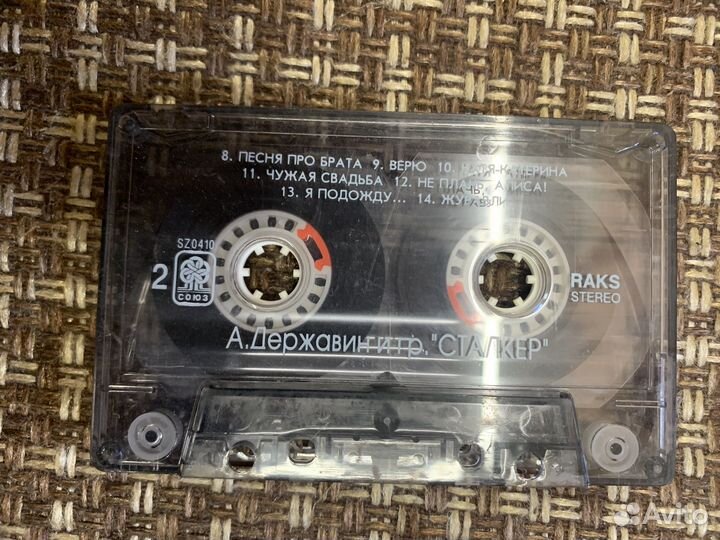 8. ПЕСНЯ ПРО БРАТА 9. ВЕРЮ 10. КАТЯ-КАТЕРИНА
11. ЧУЖАЯ СВАДЬБА 12. НЕ ПЛАЧЬ, АЛИСА!
13. Я ПОДОЖДУ... 14. ЖУРАВЛИ
SZ0410
2
СОЮЗ
RAKS
STEREO
А.Державин и гр. "СТАЛКЕР"
Avito